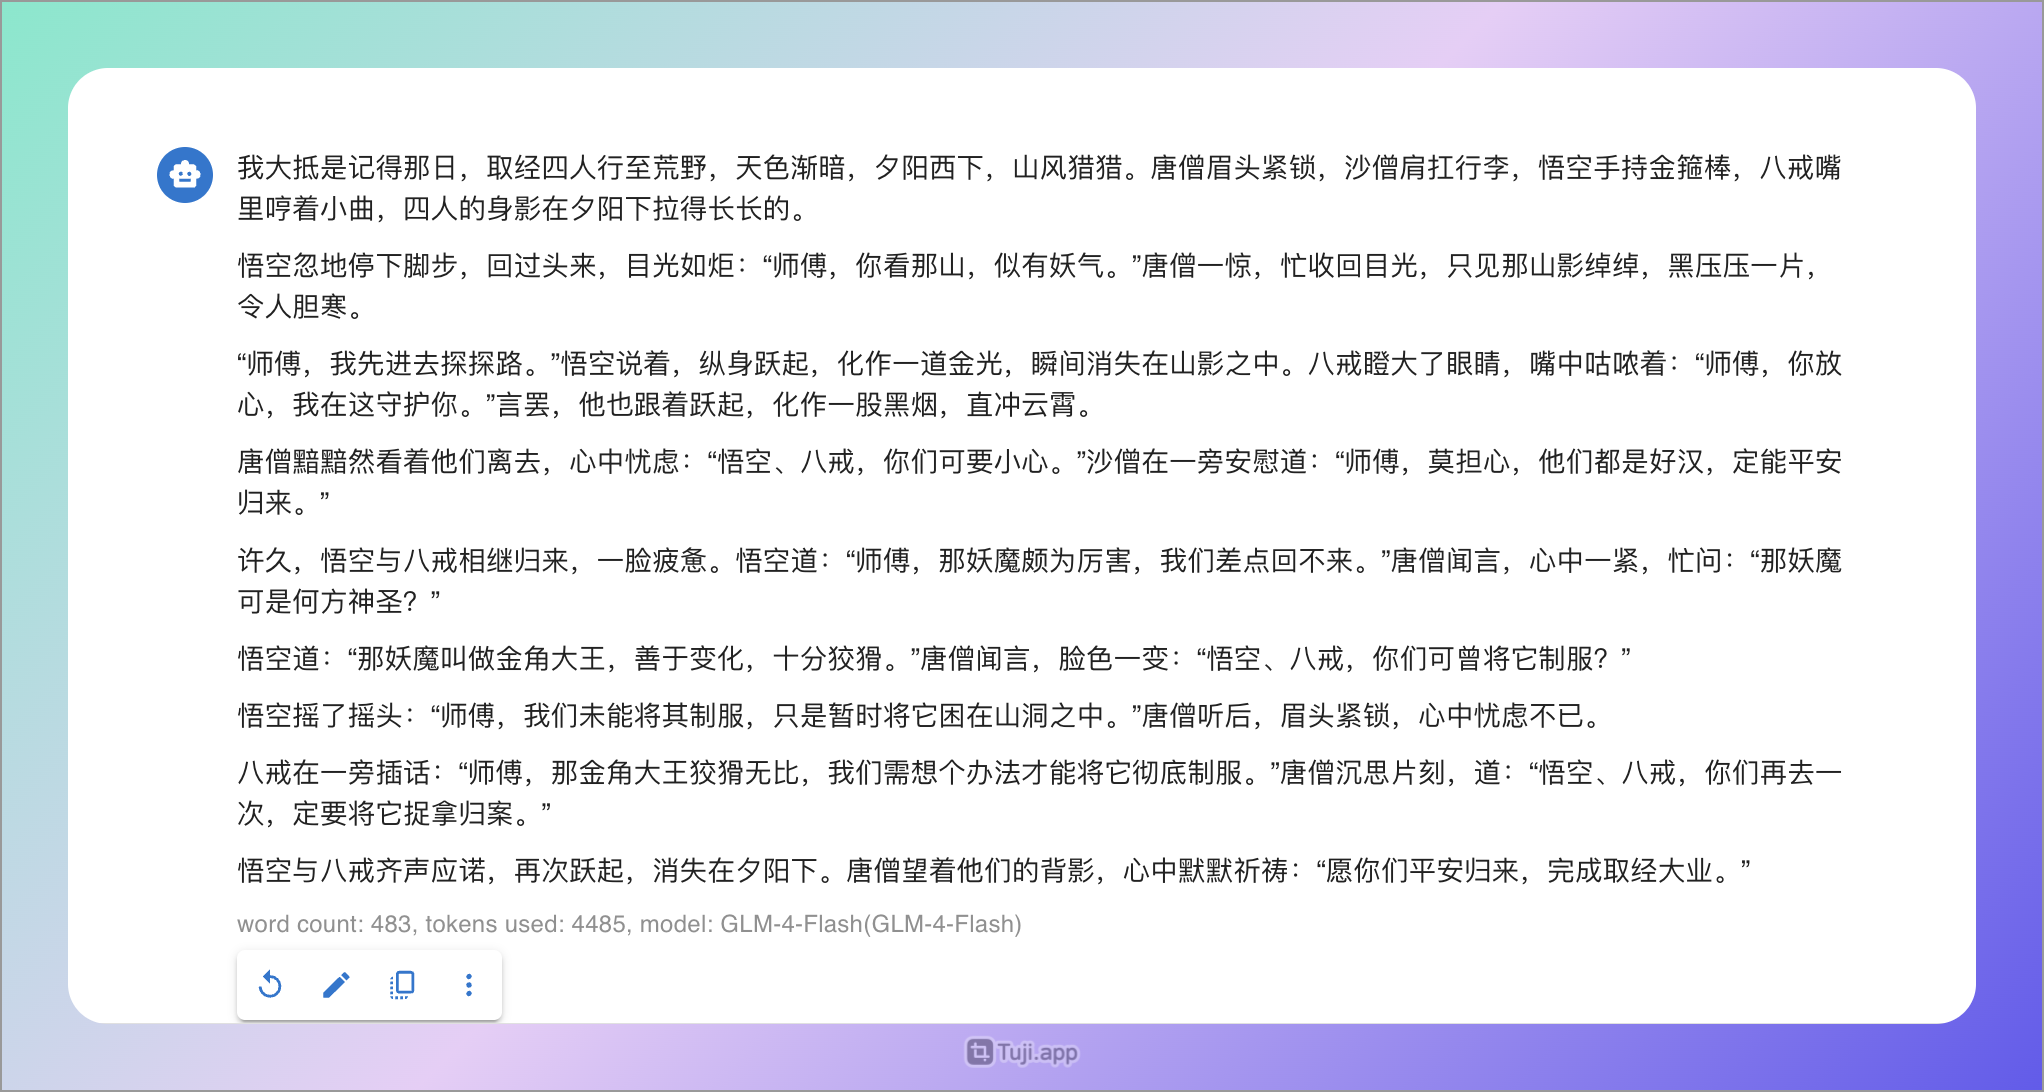 我大抵是记得那日，取经四人行至荒野，天色渐暗，夕阳西下，山风猎猎。唐僧眉头紧锁，沙僧肩扛行李，悟空手持金箍棒，八戒嘴
里哼着小曲，四人的身影在夕阳下拉得长长的。
悟空忽地停下脚步，回过头来，目光如炬：“师傅，你看那山，似有妖气。”唐僧一惊，忙收回目光，只见那山影绰绰，黑压压一片，
令人胆寒。
“师傅，我先进去探探路。”悟空说着，纵身跃起，化作一道金光，瞬间消失在山影之中。八戒瞪大了眼睛，嘴中咕哝着：“师傅，你放
心，我在这守护你。”言罢，他也跟着跃起，化作一股黑烟，直冲云霄。
唐僧黯黯然看着他们离去，心中忧虑：“悟空、八戒，你们可要小心。”沙僧在一旁安慰道：“师傅，莫担心，他们都是好汉，定能平安
归来。”
许久，悟空与八戒相继归来，一脸疲惫。悟空道：“师傅，那妖魔颇为厉害，我们差点回不来。”唐僧闻言，心中一紧，忙问：“那妖魔
可是何方神圣？”
悟空道：“那妖魔叫做金角大王，善于变化，十分狡猾。”唐僧闻言，脸色一变：“悟空、八戒，你们可曾将它制服？”
悟空摇了摇头：“师傅，我们未能将其制服，只是暂时将它困在山洞之中。”唐僧听后，眉头紧锁，心中忧虑不已。
八戒在一旁插话：“师傅，那金角大王狡猾无比，我们需想个办法才能将它彻底制服。”唐僧沉思片刻，道：“悟空、八戒，你们再去一
次，定要将它捉拿归案。”
悟空与八戒齐声应诺，再次跃起，消失在夕阳下。唐僧望着他们的背影，心中默默祈祷：“愿你们平安归来，完成取经大业。”
word count: 483, tokens used: 4485, model: GLM-4-Flash(GLM-4-Flash)
Tuji.app